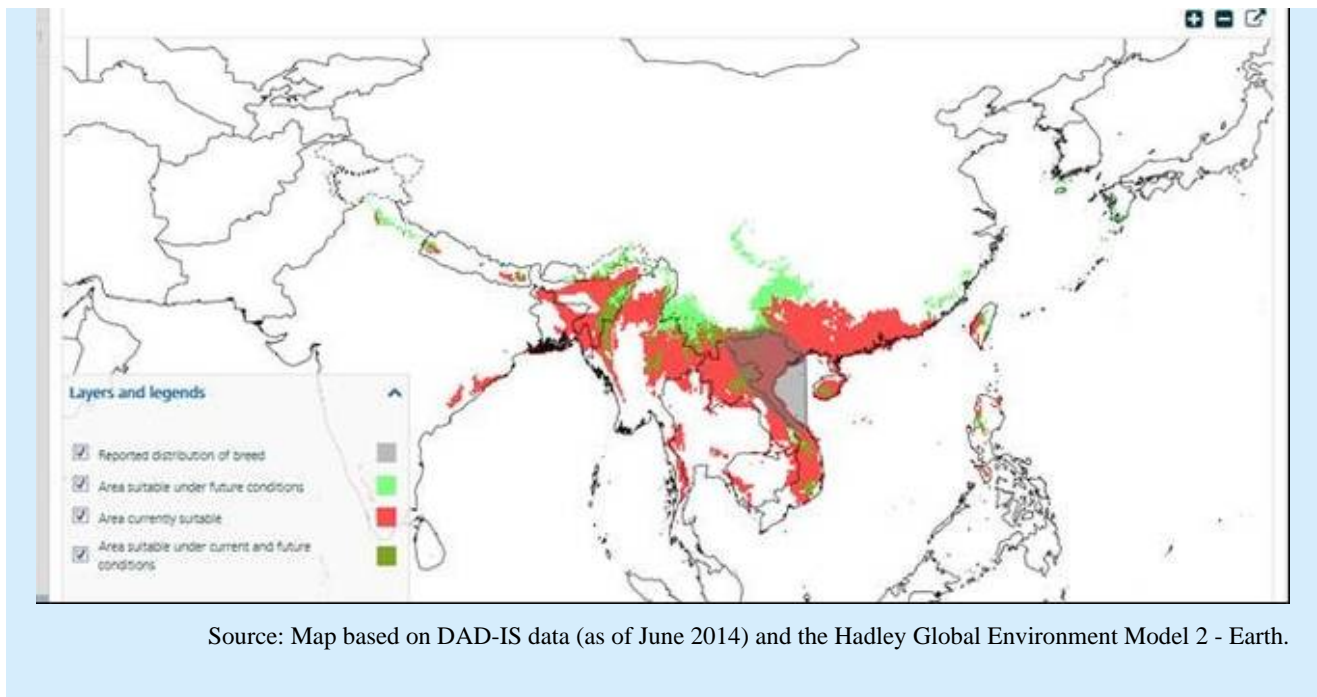 Layers and legends
Reported distribution of breed
Area suitable under future conditions
Area currently suitable
Area suitable under current and future
conditions
Source: Map based on DAD-IS data (as of June 2014) and the Hadley Global Environment Model 2 - Earth.